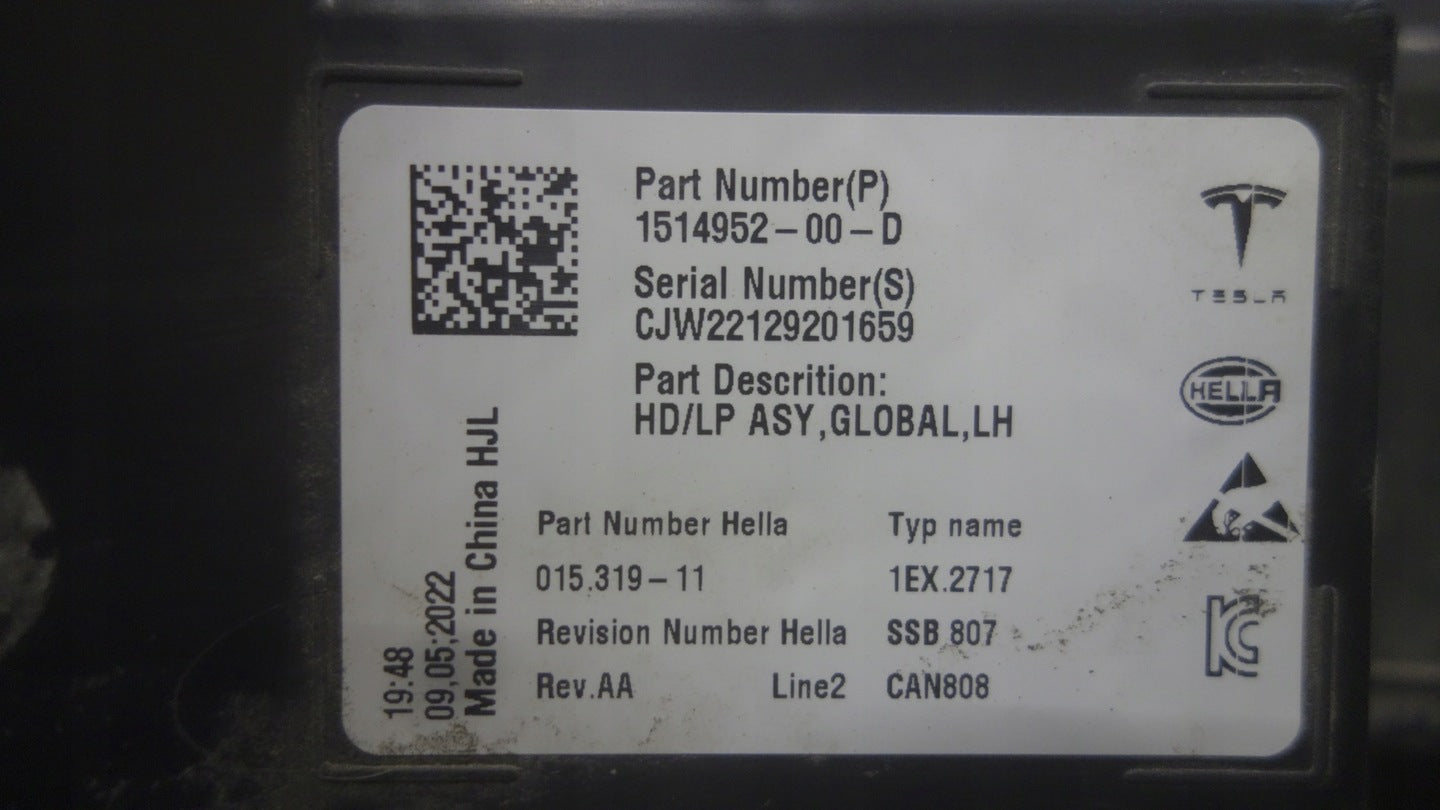 Part Number(P)
1514952-00-D
Serial Number(S)
CJW22129201659
Part Descrition:
HD/LP ASY,GLOBAL,LH
TESLA
HELLA
Part Number Hella
Typ name
015.319-11
1EX.2717
Revision Number Hella
SSB 807
Rev.AA
Line2
CAN808
19:48
09,05;2022
Made in China HJL